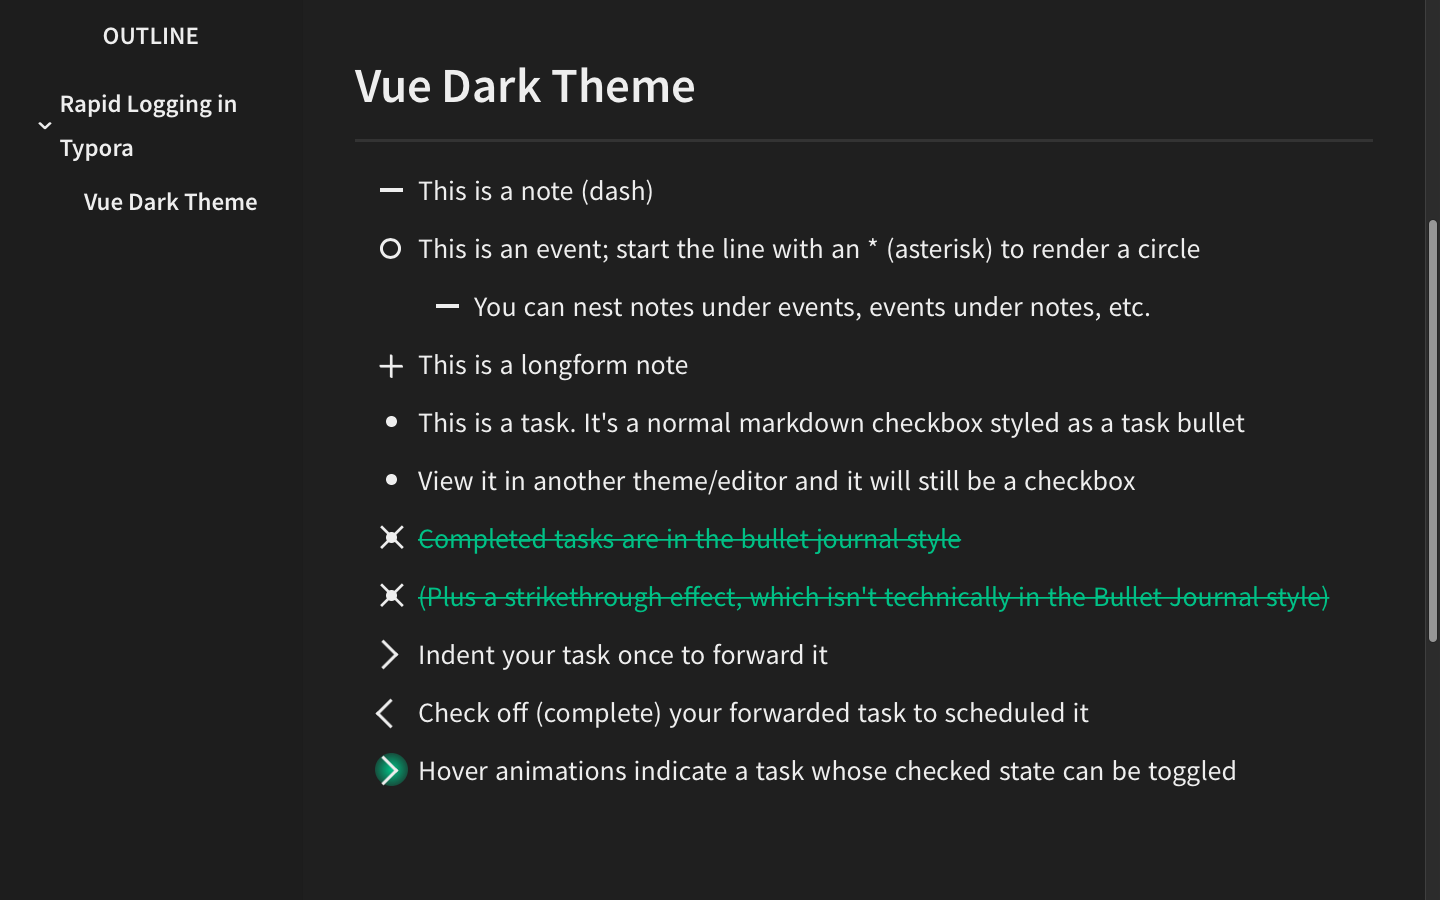 OUTLINE
Rapid Logging in
Typora
Vue Dark Theme
Vue Dark Theme
This is a note (dash)
This is an event; start the line with an * (asterisk) to render a circle
You can nest notes under events, events under notes, etc.
This is a longform note
This is a task. It's a normal markdown checkbox styled as a task bullet
View it in another theme/editor and it will still be a checkbox
Completed tasks are in the bullet journal style
(Plus a strikethrough effect, which isn't technically in the Bullet Journal style)
Indent your task once to forward it
Check off (complete) your forwarded task to scheduled it
Hover animations indicate a task whose checked state can be toggled